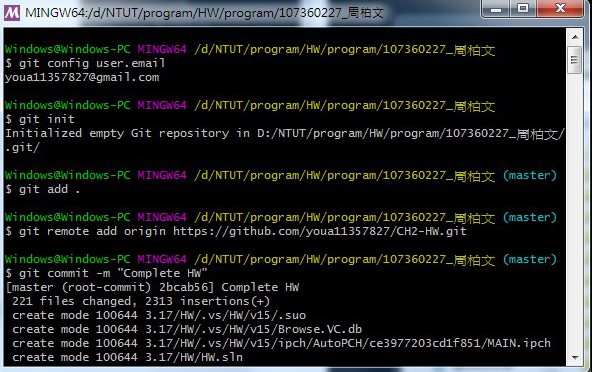 MINGW64:/d/NTUT/program/HW/program/107360227_周柏文
Windows@Windows-PC MINGW64 /d/NTUT/program/HW/program/107360227_周柏文
$ git config user.email
youa11357827@gmail.com
Windows@Windows-PC MINGW64 /d/NTUT/program/HW/program/107360227_周柏文
$ git init
Initialized empty Git repository in D:/NTUT/program/HW/program/107360227_周柏文/
.git/
Windows@Windows-PC MINGW64 /d/NTUT/program/HW/program/107360227_周柏文 (master)
$ git add .
Windows@Windows-PC MINGW64 /d/NTUT/program/HW/program/107360227_周柏文 (master)
$ git remote add origin https://github.com/youa11357827/CH2-HW.git
Windows@Windows-PC MINGW64 /d/NTUT/program/HW/program/107360227_周柏文 (master)
$ git commit -m "Complete HW"
[master (root-commit) 2bcab56] Complete HW
221 files changed, 2313 insertions(+)
create mode 100644 3.17/HW/.vs/HW/v15/.suo
create mode 100644 3.17/HW/.vs/HW/v15/Browse.VC.db
create mode 100644 3.17/HW/.vs/HW/v15/ipch/AutoPCH/ce3977203cd1f851/MAIN.ipch
create mode 100644 3.17/HW/HW.sln